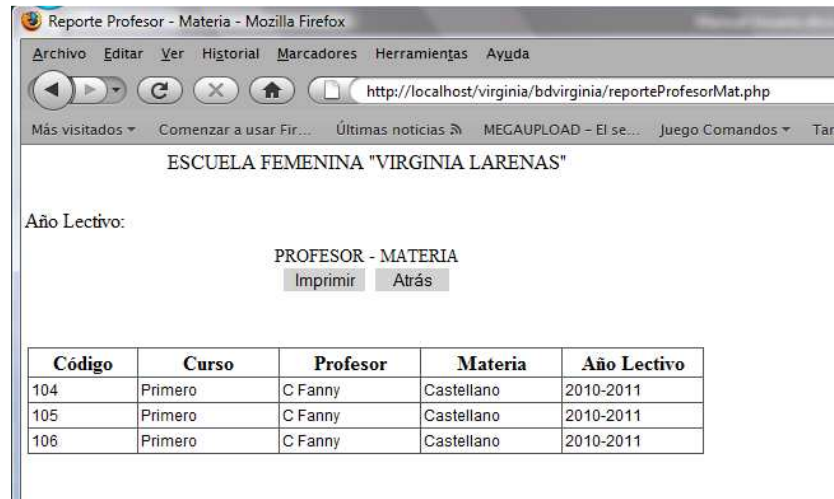 Reporte Profesor - Materia - Mozilla Firefox
Archivo Editar Ver Historial Marcadores Herramientas Ayuda
http://localhost/virginia/bdvirginia/reporteProfesorMat.php
Más visitados Comenzar a usar Fir... Últimas noticias MEGAUPLOAD - El se... Juego Comandos Tar
ESCUELA FEMENINA "VIRGINIA LARENAS"
Año Lectivo:
PROFESOR - MATERIA
Imprimir Atrás
Código Curso Profesor Materia Año Lectivo
104 Primero C Fanny Castellano 2010-2011
105 Primero C Fanny Castellano 2010-2011
106 Primero C Fanny Castellano 2010-2011